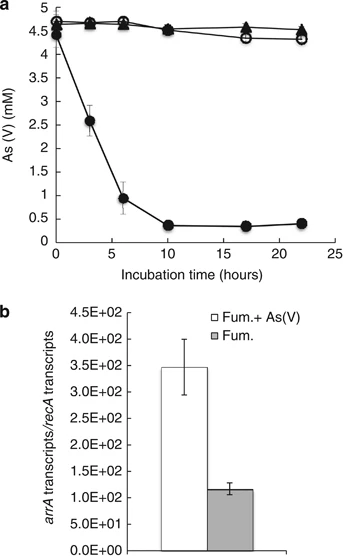 a
5
4.5
4
3.5
3
2.5
2
1.5
1
0.5
0
As (V) (mM)
0 5 10 15 20 25
Incubation time (hours)
b
4.5E+02
4.0E+02
3.5E+02
3.0E+02
2.5E+02
2.0E+02
1.5E+02
1.0E+02
5.0E+01
0.0E+00
arrA transcripts/recA transcripts
Fum.+ As(V)
Fum.